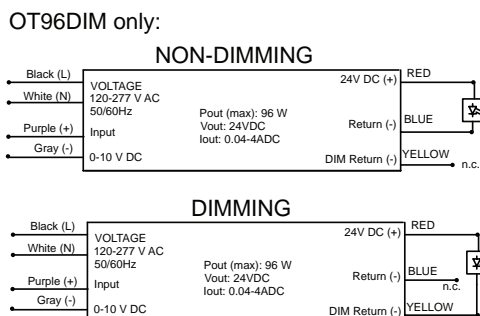 OT96DIM only:
NON-DIMMING
Black (L)
White (N)
Purple (+)
Gray (-)
VOLTAGE
120-277 V AC
50/60Hz
Input
0-10 V DC
Pout (max): 96 W
Vout: 24VDC
Iout: 0.04-4ADC
24V DC (+)
Return (-)
DIM Return (-)
RED
BLUE
YELLOW
n.c.
DIMMING
Black (L)
White (N)
Purple (+)
Gray (-)
VOLTAGE
120-277 V AC
50/60Hz
Input
0-10 V DC
Pout (max): 96 W
Vout: 24VDC
Iout: 0.04-4ADC
24V DC (+)
Return (-)
DIM Return (-)
RED
BLUE
n.c.
YELLOW